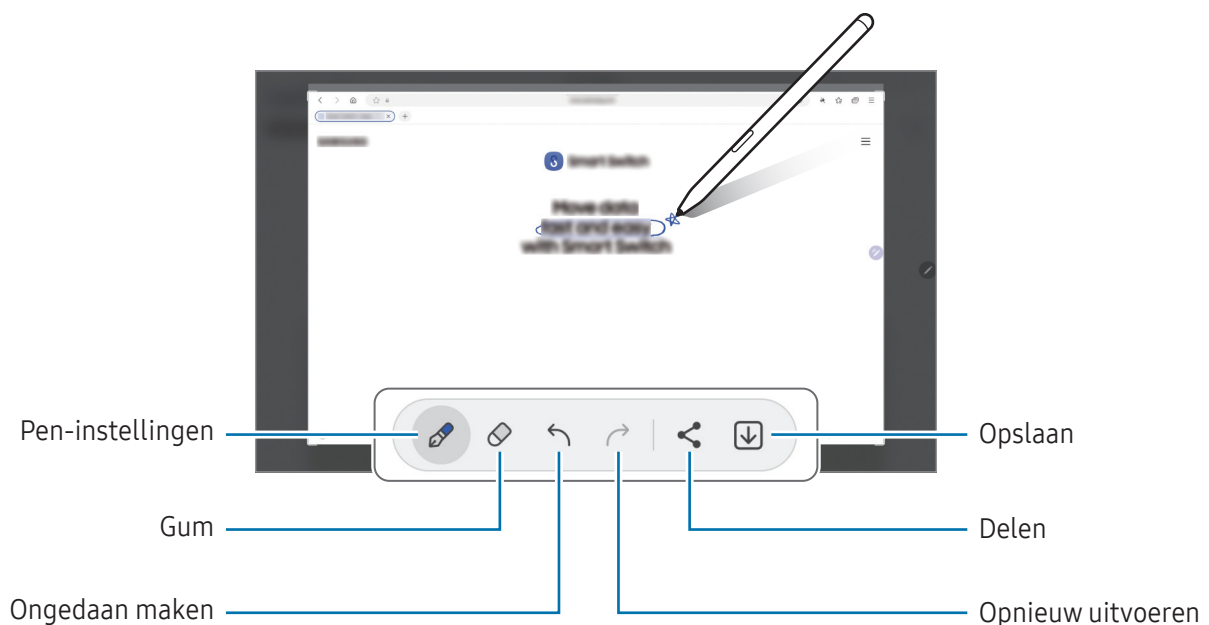 Smart Switch
Move data
fast and easy
with Smart Switch
Pen-instellingen
Opslaan
Gum
Delen
Ongedaan maken
Opnieuw uitvoeren